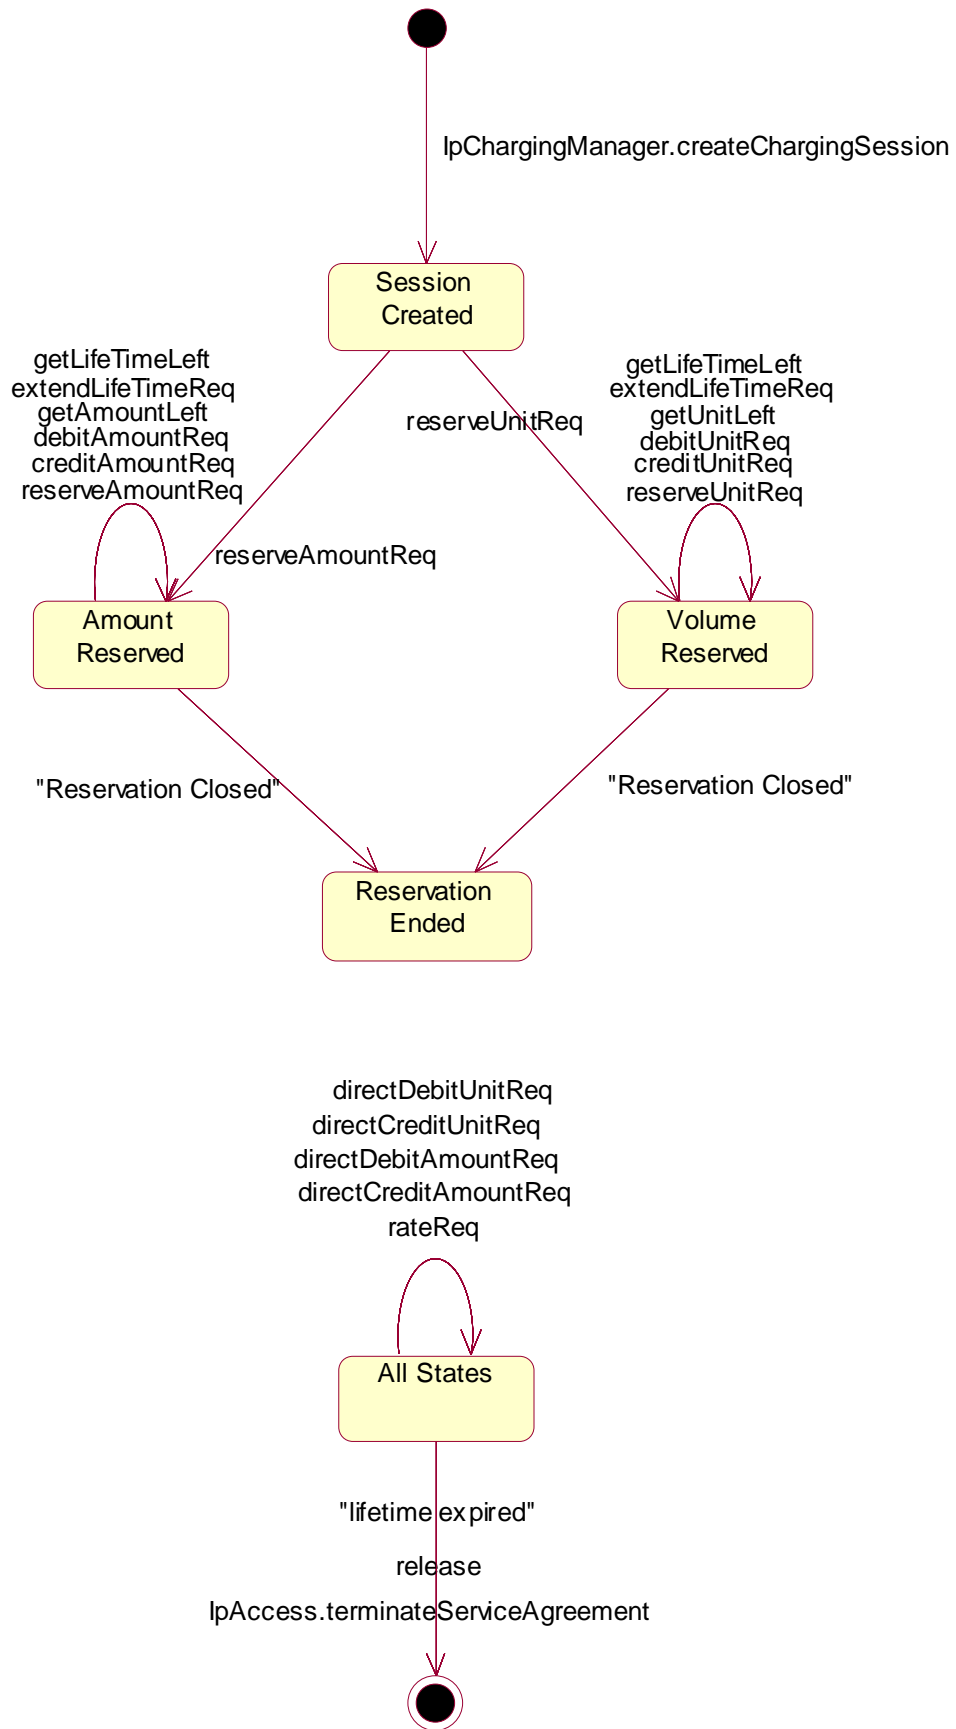 IpChargingManager.createChargingSession
Session
Created
getLifeTimeLeft
extendLifeTimeReq
getAmountLeft
debitAmountReq
creditAmountReq
reserveAmountReq
reserveUnitReq
getLifeTimeLeft
extendLifeTimeReq
getUnitLeft
debitUnitReq
creditUnitReq
reserveUnitReq
reserveAmountReq
Amount
Reserved
Volume
Reserved
"Reservation Closed"
"Reservation Closed"
Reservation
Ended
directDebitUnitReq
directCreditUnitReq
directDebitAmountReq
directCreditAmountReq
rateReq
All States
"lifetime expired"
release
IpAccess.terminateServiceAgreement